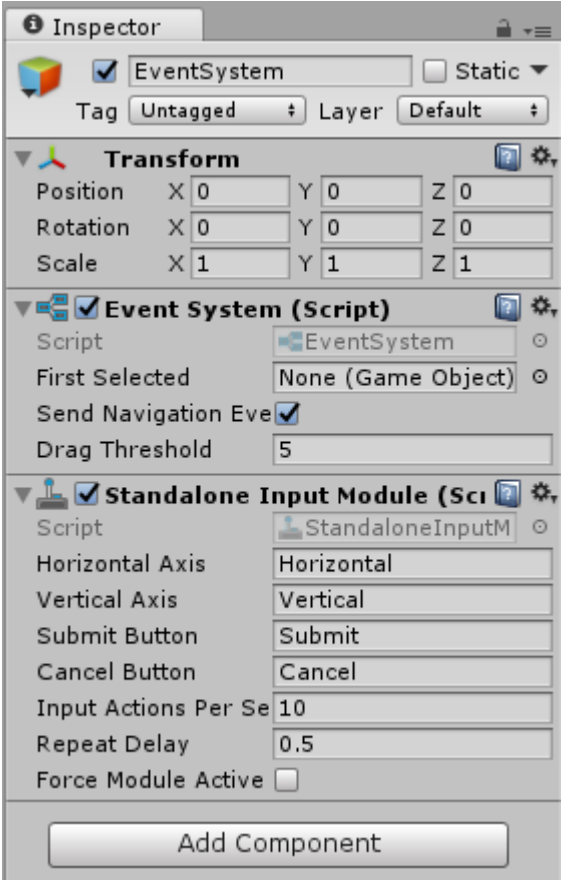 Inspector
EventSystem Static
Tag Untagged Layer Default
Transform
Position X 0 Y 0 Z 0
Rotation X 0 Y 0 Z 0
Scale X 1 Y 1 Z 1
Event System (Script)
Script EventSystem
First Selected None (Game Object)
Send Navigation Eve
Drag Threshold 5
Standalone Input Module (Scr
Script StandaloneInputM
Horizontal Axis Horizontal
Vertical Axis Vertical
Submit Button Submit
Cancel Button Cancel
Input Actions Per Se 10
Repeat Delay 0.5
Force Module Active
Add Component